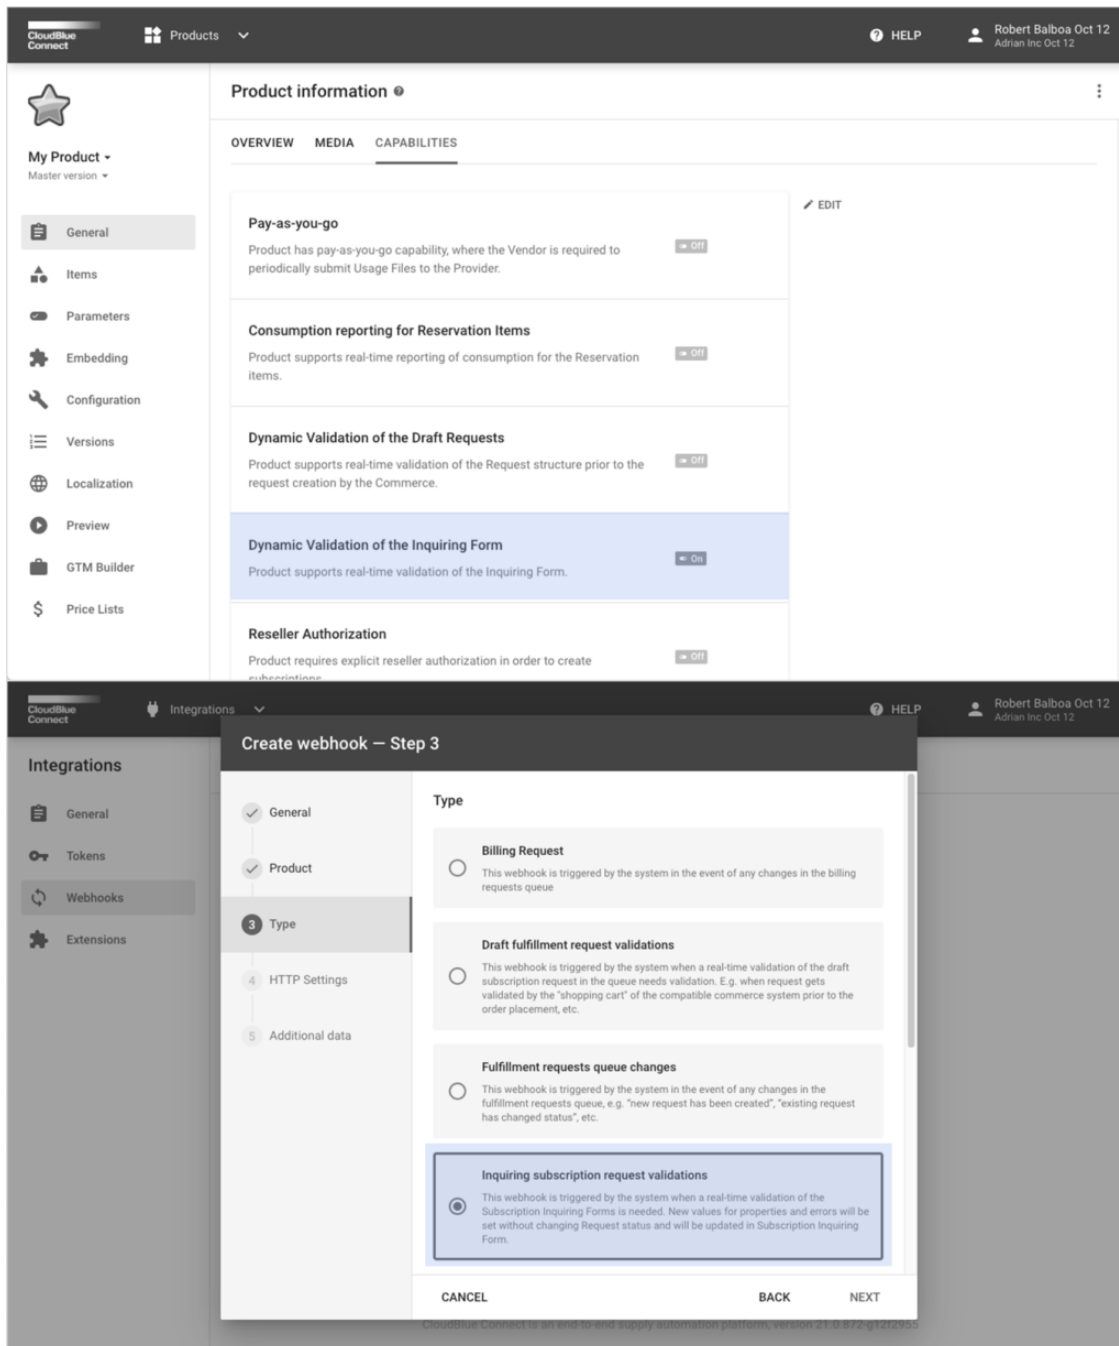 CloudBlue
Connect
Products
HELP
Robert Balboa Oct 12
Adrian Inc Oct 12
My Product
Master version
General
Items
Parameters
Embedding
Configuration
Versions
Localization
Preview
GTM Builder
Price Lists
Product information
OVERVIEW MEDIA CAPABILITIES
EDIT
Pay-as-you-go
Product has pay-as-you-go capability, where the Vendor is required to
periodically submit Usage Files to the Provider.
Off
Consumption reporting for Reservation Items
Product supports real-time reporting of consumption for the Reservation
items.
Off
Dynamic Validation of the Draft Requests
Product supports real-time validation of the Request structure prior to the
request creation by the Commerce.
Off
Dynamic Validation of the Inquiring Form
Product supports real-time validation of the Inquiring Form.
On
Reseller Authorization
Product requires explicit reseller authorization in order to create
subscriptions
Off
CloudBlue
Connect
Integrations
HELP
Robert Balboa Oct 12
Adrian Inc Oct 12
Integrations
General
Tokens
Webhooks
Extensions
Create webhook — Step 3
General
Product
3 Type
4 HTTP Settings
5 Additional data
Type
Billing Request
This webhook is triggered by the system in the event of any changes in the billing
requests queue
Draft fulfillment request validations
This webhook is triggered by the system when a real-time validation of the draft
subscription request in the queue needs validation. E.g. when request gets
validated by the "shopping cart" of the compatible commerce system prior to the
order placement, etc.
Fulfillment requests queue changes
This webhook is triggered by the system in the event of any changes in the
fulfillment requests queue, e.g. "new request has been created", "existing request
has changed status", etc.
Inquiring subscription request validations
This webhook is triggered by the system when a real-time validation of the
Subscription Inquiring Forms is needed. New values for properties and errors will be
set without changing Request status and will be updated in Subscription Inquiring
Form.
CANCEL BACK NEXT
CloudBlue Connect is an end-to-end supply automation platform, version 21.0.872-g12f2955